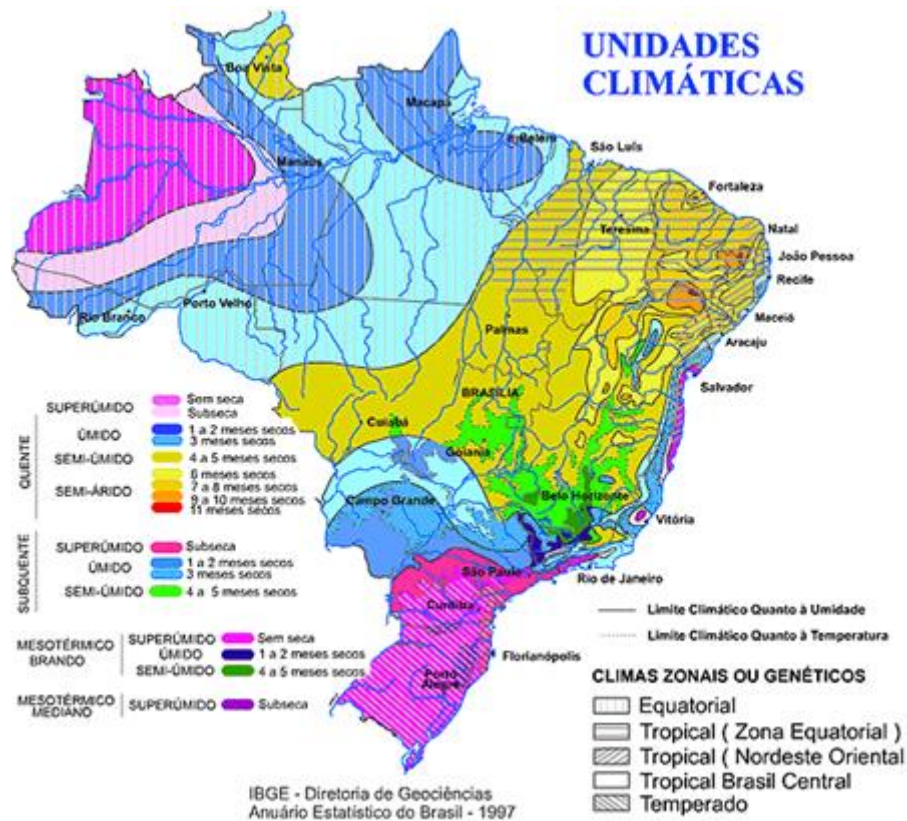 UNIDADES
CLIMÁTICAS
Boa Vista
Macapá
Belém
São Luís
Manaus
Fortaleza
Teresina
Natal
João Pessoa
Recife
Porto Velho
Rio Branco
Maceió
Palmas
Aracaju
Salvador
BRASÍLIA
Cuiabá
Goiania
Belo Horizonte
Campo Grande
Vitória
São Paulo
Rio de Janeiro
Curitiba
Florianópolis
Porto
Alegre
QUENTE
SUPERÚMIDO Sem seca
Subseca
ÚMIDO 1 a 2 meses secos
3 meses secos
SEMI-ÚMIDO 4 a 5 meses secos
SEMI-ÁRIDO 6 meses secos
7 a 8 meses secos
9 a 10 meses secos
11 meses secos
SUBQUENTE
SUPERÚMIDO Subseca
ÚMIDO 1 a 2 meses secos
3 meses secos
SEMI-ÚMIDO 4 a 5 meses secos
MESOTÉRMICO
BRANDO
SUPERÚMIDO Sem seca
ÚMIDO 1 a 2 meses secos
SEMI-ÚMIDO 4 a 5 meses secos
MESOTÉRMICO
MEDIANO
SUPERÚMIDO Subseca
Limite Climático Quanto à Umidade
Limite Climático Quanto à Temperatura
CLIMAS ZONAIS OU GENÉTICOS
Equatorial
Tropical ( Zona Equatorial )
Tropical ( Nordeste Oriental
Tropical Brasil Central
Temperado
IBGE - Diretoria de Geociências
Anuário Estatístico do Brasil - 1997